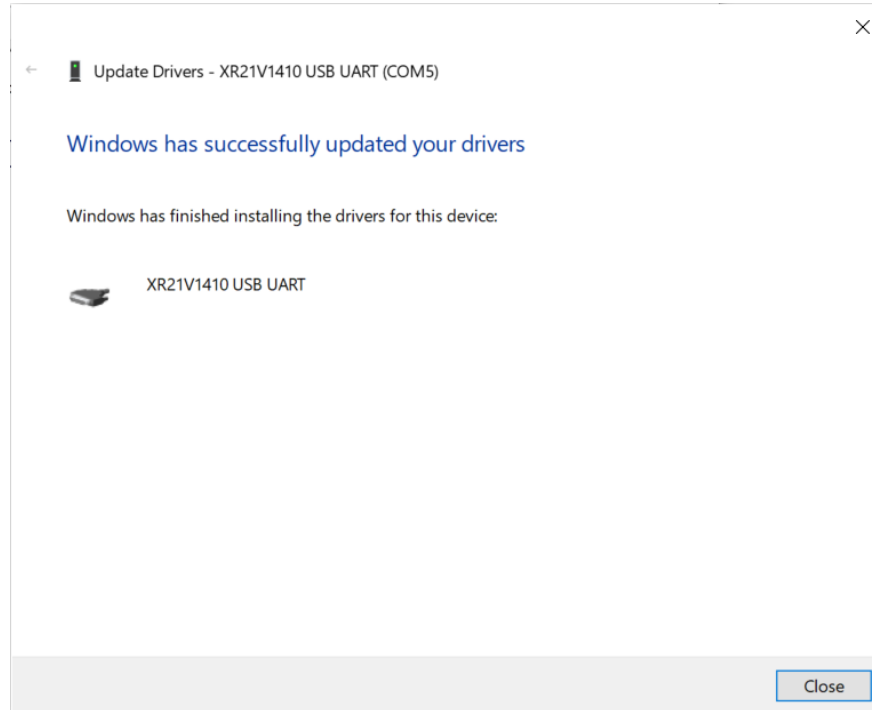 Update Drivers - XR21V1410 USB UART (COM5)
Windows has successfully updated your drivers
Windows has finished installing the drivers for this device:
XR21V1410 USB UART
Close